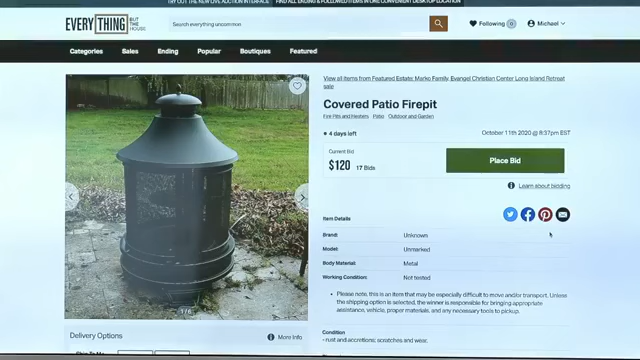 TRY OUT THE NEW LIVE AUCTION INTERFACE
FIND ALL ENDING & FOLLOWED ITEMS IN ONE CONVENIENT DESKTOP LOCATION
EVERYTHING BUT THE HOUSE
Search everything uncommon
Following 0
Michael
Categories
Sales
Ending
Popular
Boutiques
Featured
View all items from Featured Estate: Marko Family, Evangel Christian Center Long Island Retreat
sale
Covered Patio Firepit
Fire Pits and Heaters Patio Outdoor and Garden
4 days left
October 11th 2020 @ 8:37pm EST
Current Bid
$120 17 Bids
Place Bid
Learn about bidding
Item Details
Brand: Unknown
Model: Unmarked
Body Material: Metal
Working Condition: Not tested
• Please note, this is an item that may be especially difficult to move and/or transport. Unless
the shipping option is selected, the winner is responsible for bringing appropriate
assistance, vehicle, proper materials, and any necessary tools to pickup.
Condition
- rust and accretions; scratches and wear.
1/6
Delivery Options
More Info